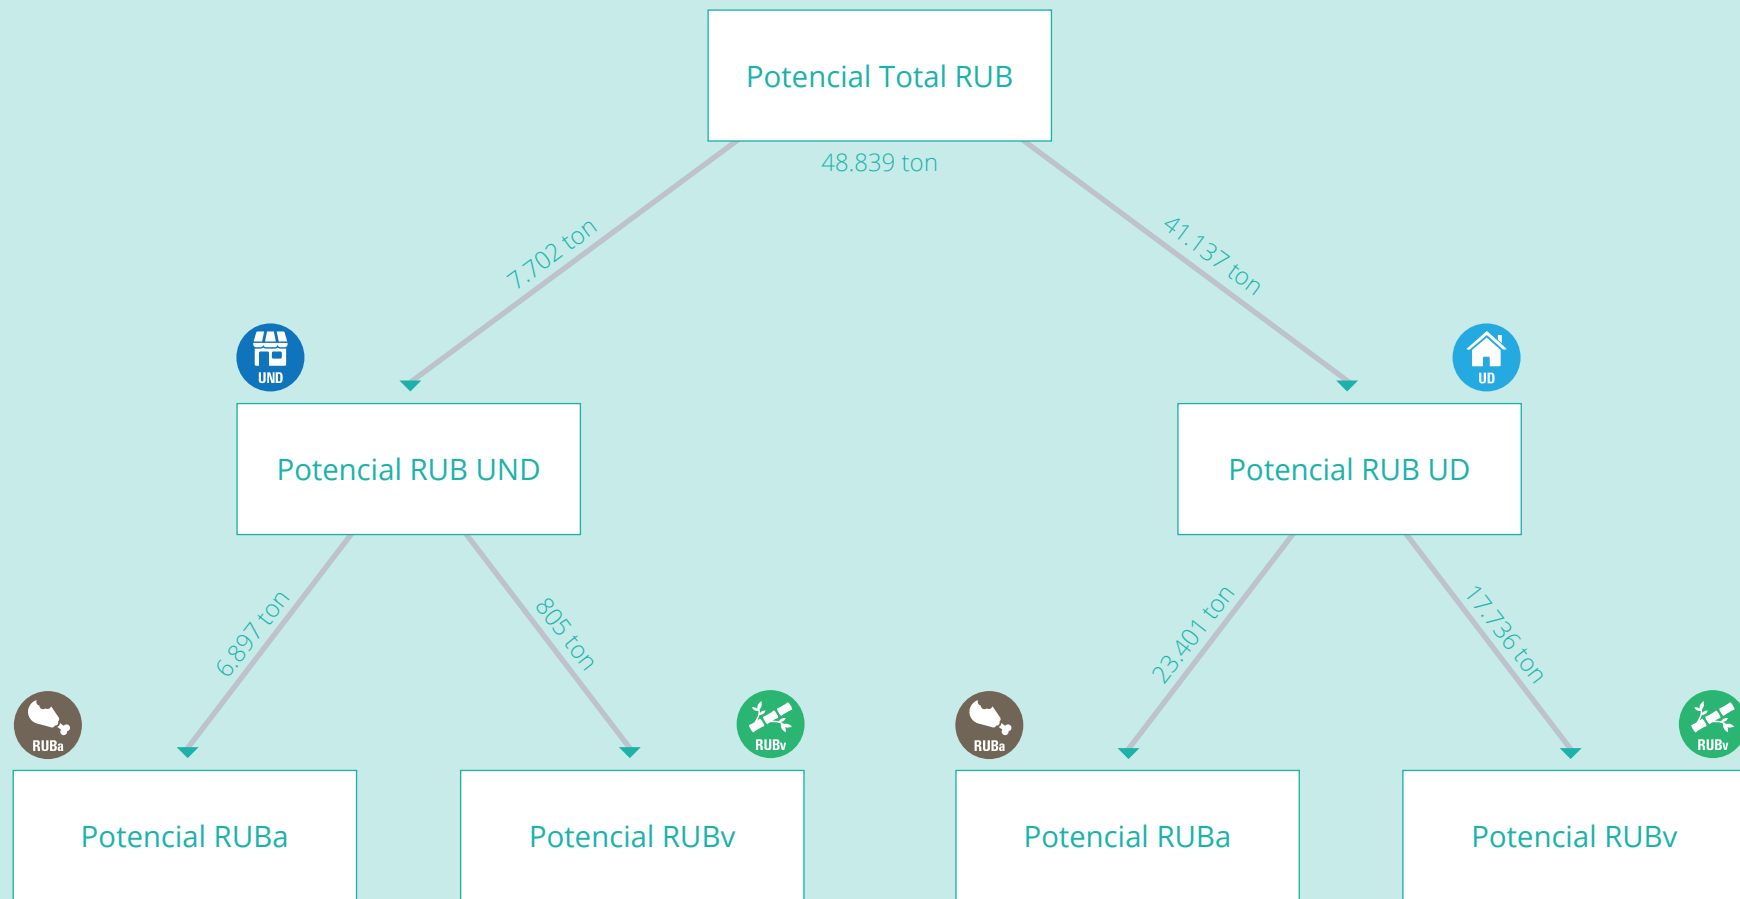 Potencial Total RUB
48.839 ton
7.702 ton
41.137 ton
UND
UD
Potencial RUB UND
Potencial RUB UD
6.897 ton
805 ton
23.401 ton
17.736 ton
RUBa
RUBv
RUBa
RUBv
Potencial RUBa
Potencial RUBv
Potencial RUBa
Potencial RUBv